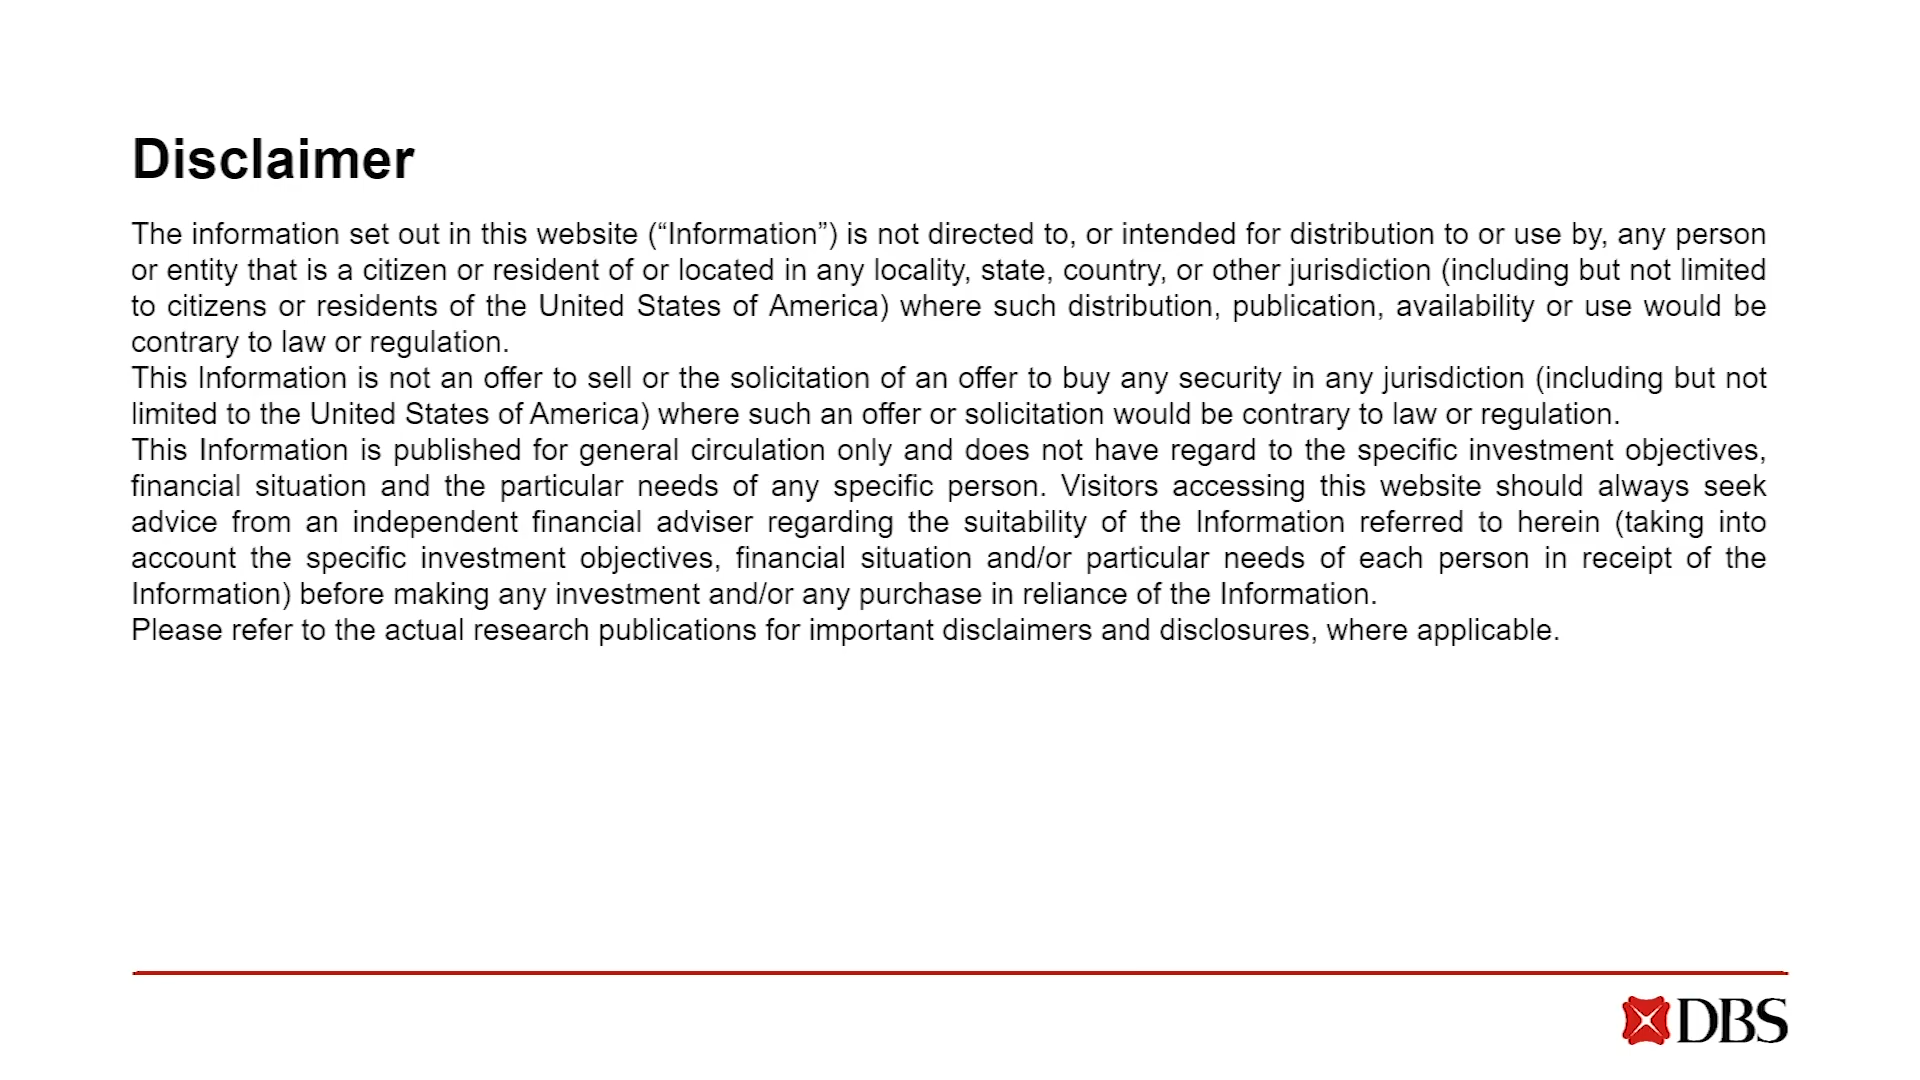 Disclaimer
The information set out in this website (“Information”) is not directed to, or intended for distribution to or use by, any person
or entity that is a citizen or resident of or located in any locality, state, country, or other jurisdiction (including but not limited
to citizens or residents of the United States of America) where such distribution, publication, availability or use would be
contrary to law or regulation.
This Information is not an offer to sell or the solicitation of an offer to buy any security in any jurisdiction (including but not
limited to the United States of America) where such an offer or solicitation would be contrary to law or regulation.
This Information is published for general circulation only and does not have regard to the specific investment objectives,
financial situation and the particular needs of any specific person. Visitors accessing this website should always seek
advice from an independent financial adviser regarding the suitability of the Information referred to herein (taking into
account the specific investment objectives, financial situation and/or particular needs of each person in receipt of the
Information) before making any investment and/or any purchase in reliance of the Information.
Please refer to the actual research publications for important disclaimers and disclosures, where applicable.
DBS